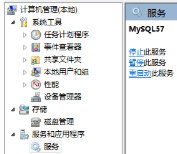 计算机管理(本地)
系统工具
任务计划程序
事件查看器
共享文件夹
本地用户和组
性能
设备管理器
存储
磁盘管理
服务和应用程序
服务
服务
MySQL57
停止此服务
暂停此服务
重启动此服务